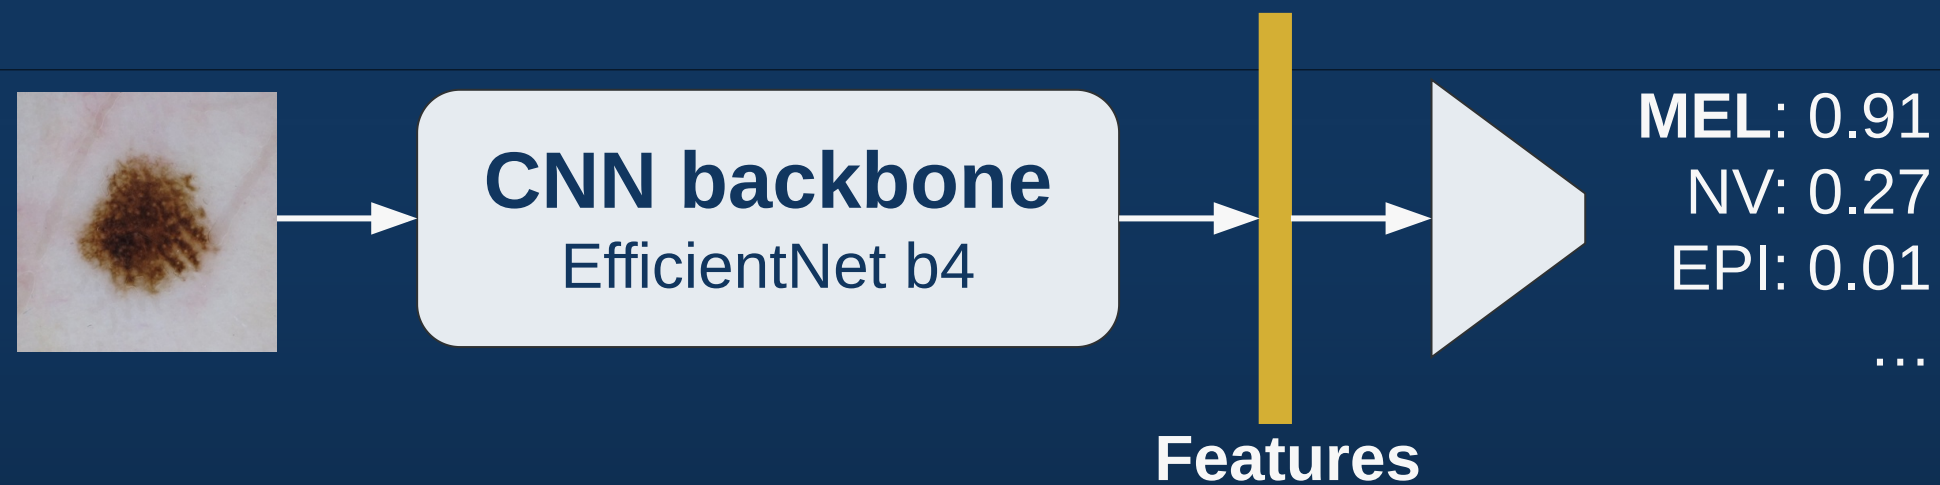 CNN backbone
EfficientNet b4
Features
MEL: 0.91
NV: 0.27
EPI: 0.01
...